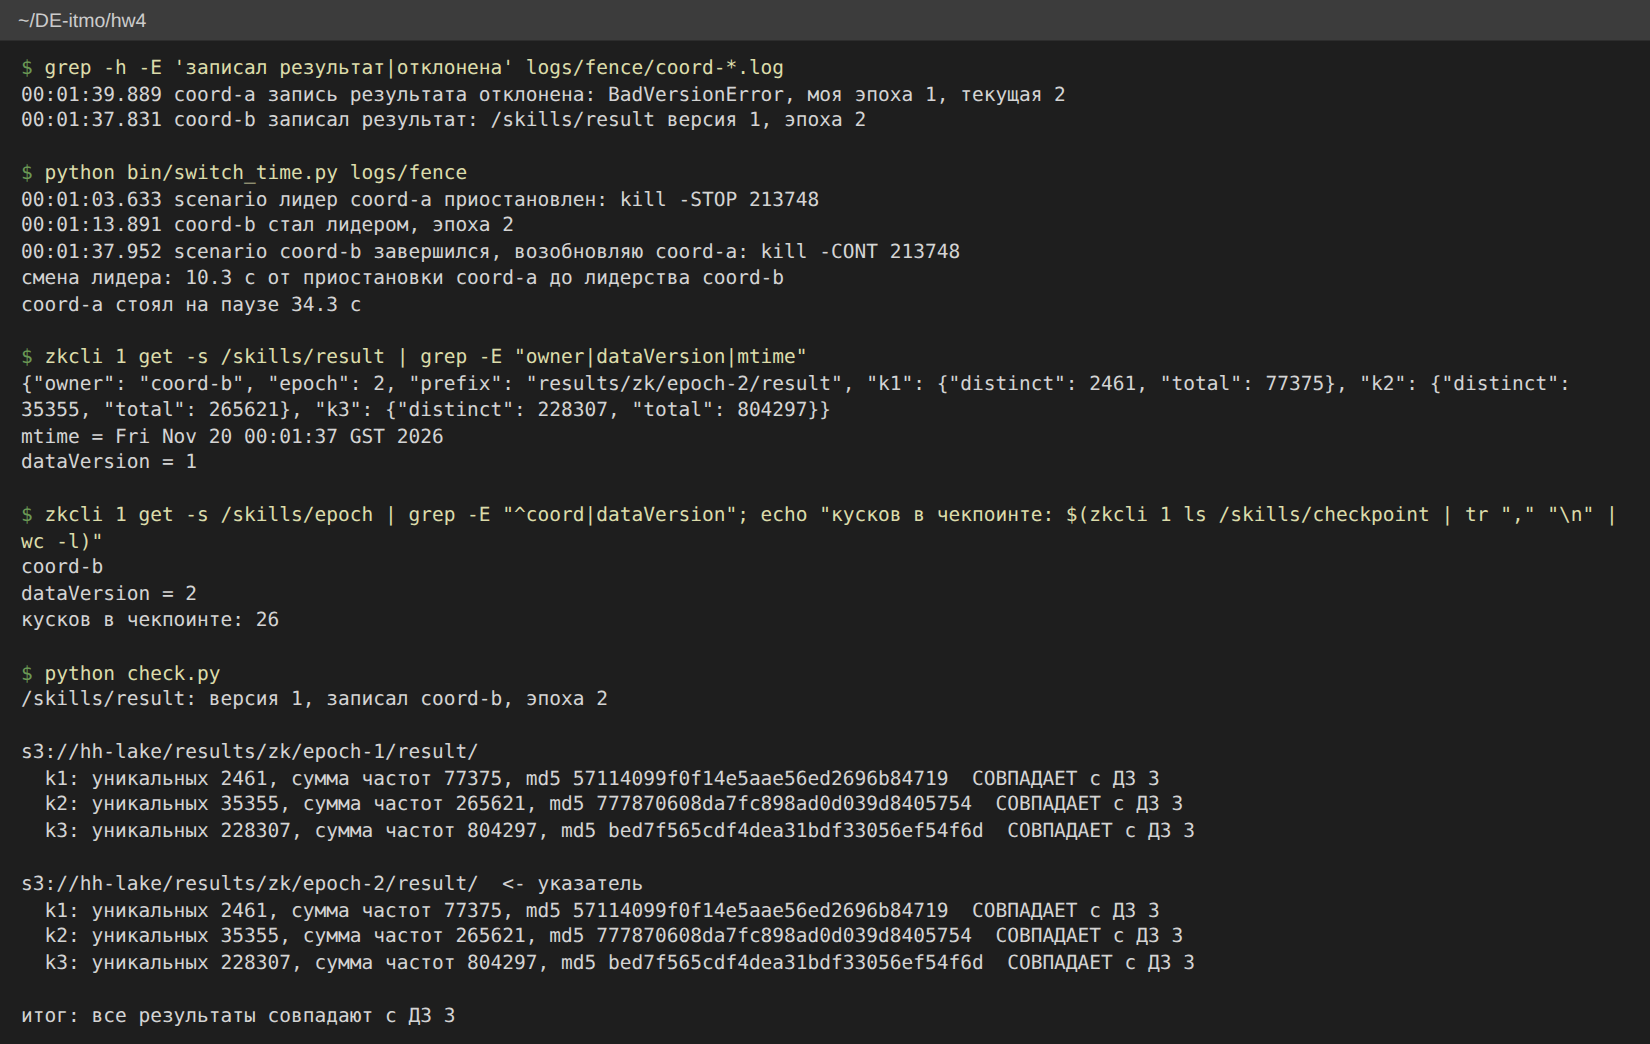 ~/DE-itmo/hw4
$ grep -h -E 'записал результат|отклонена' logs/fence/coord-*.log
00:01:39.889 coord-a запись результата отклонена: BadVersionError, моя эпоха 1, текущая 2
00:01:37.831 coord-b записал результат: /skills/result версия 1, эпоха 2
$ python bin/switch_time.py logs/fence
00:01:03.633 scenario лидер coord-a приостановлен: kill -STOP 213748
00:01:13.891 coord-b стал лидером, эпоха 2
00:01:37.952 scenario coord-b завершился, возобновляю coord-a: kill -CONT 213748
смена лидера: 10.3 с от приостановки coord-a до лидерства coord-b
coord-a стоял на паузе 34.3 с
$ zkcli 1 get -s /skills/result | grep -E "owner|dataVersion|mtime"
{"owner": "coord-b", "epoch": 2, "prefix": "results/zk/epoch-2/result", "k1": {"distinct": 2461, "total": 77375}, "k2": {"distinct":
35355, "total": 265621}, "k3": {"distinct": 228307, "total": 804297}}
mtime = Fri Nov 20 00:01:37 GST 2026
dataVersion = 1
$ zkcli 1 get -s /skills/epoch | grep -E "^coord|dataVersion"; echo "кусков в чекпоинте: $(zkcli 1 ls /skills/checkpoint | tr "," "\n" |
wc -l)"
coord-b
dataVersion = 2
кусков в чекпоинте: 26
$ python check.py
/skills/result: версия 1, записал coord-b, эпоха 2
s3://hh-lake/results/zk/epoch-1/result/
  k1: уникальных 2461, сумма частот 77375, md5 57114099f0f14e5aae56ed2696b84719  СОВПАДАЕТ с ДЗ 3
  k2: уникальных 35355, сумма частот 265621, md5 777870608da7fc898ad0d039d8405754  СОВПАДАЕТ с ДЗ 3
  k3: уникальных 228307, сумма частот 804297, md5 bed7f565cdf4dea31bdf33056ef54f6d  СОВПАДАЕТ с ДЗ 3
s3://hh-lake/results/zk/epoch-2/result/  <- указатель
  k1: уникальных 2461, сумма частот 77375, md5 57114099f0f14e5aae56ed2696b84719  СОВПАДАЕТ с ДЗ 3
  k2: уникальных 35355, сумма частот 265621, md5 777870608da7fc898ad0d039d8405754  СОВПАДАЕТ с ДЗ 3
  k3: уникальных 228307, сумма частот 804297, md5 bed7f565cdf4dea31bdf33056ef54f6d  СОВПАДАЕТ с ДЗ 3
итог: все результаты совпадают с ДЗ 3